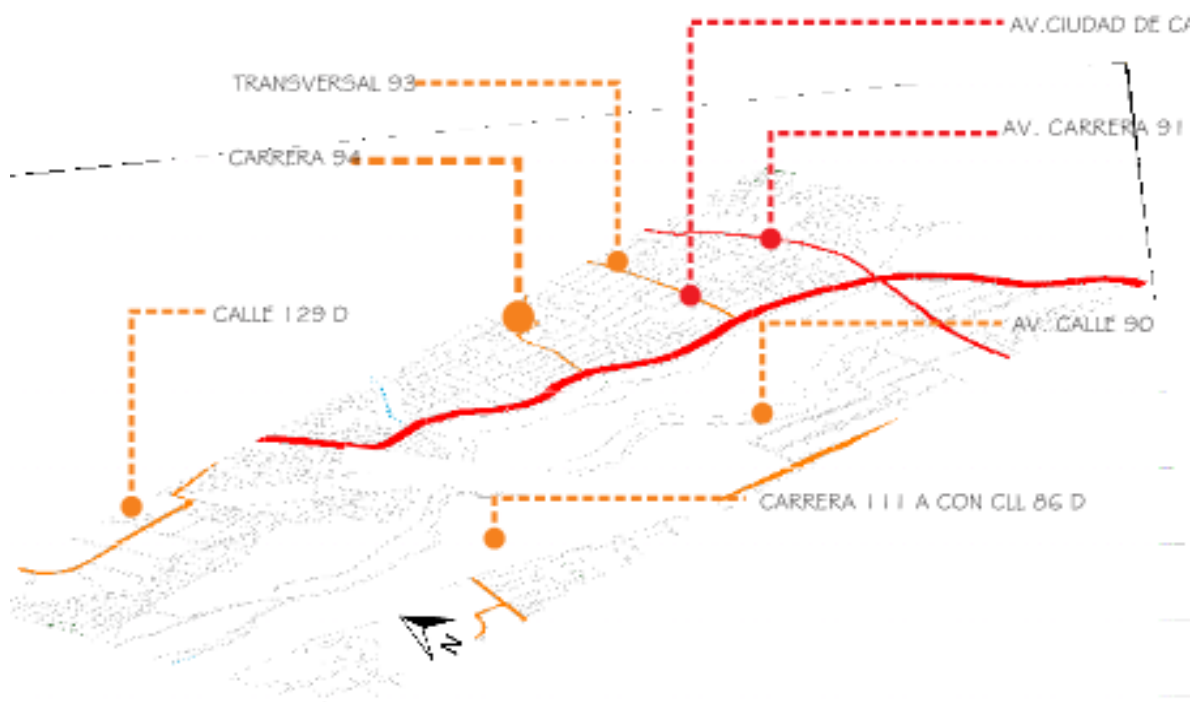 AV.CIUDAD DE CA
TRANSVERSAL 93
AV. CARRERA 91
CARRERA 94
CALLE 129 D
AV. CALLE 90
CARRERA 111 A CON CLL 86 D
N